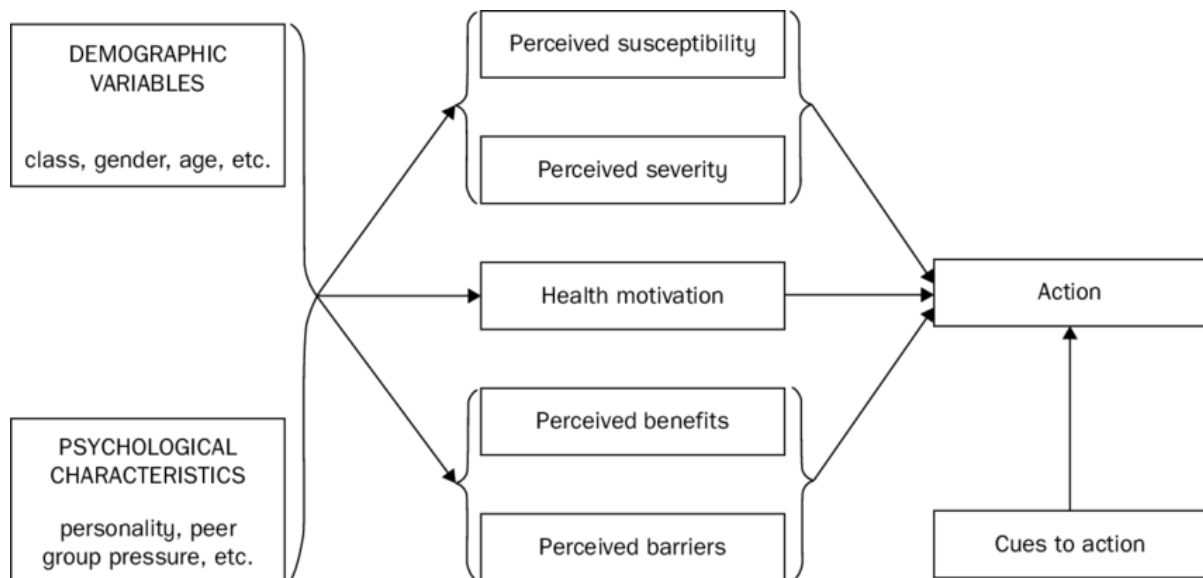 DEMOGRAPHIC
VARIABLES
class, gender, age, etc.
PSYCHOLOGICAL
CHARACTERISTICS
personality, peer
group pressure, etc.
Perceived susceptibility
Perceived severity
Health motivation
Perceived benefits
Perceived barriers
Action
Cues to action